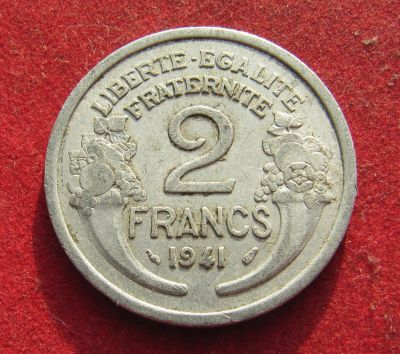 LIBERTE-EGALITE
FRATERNITE
2
FRANCS
1941